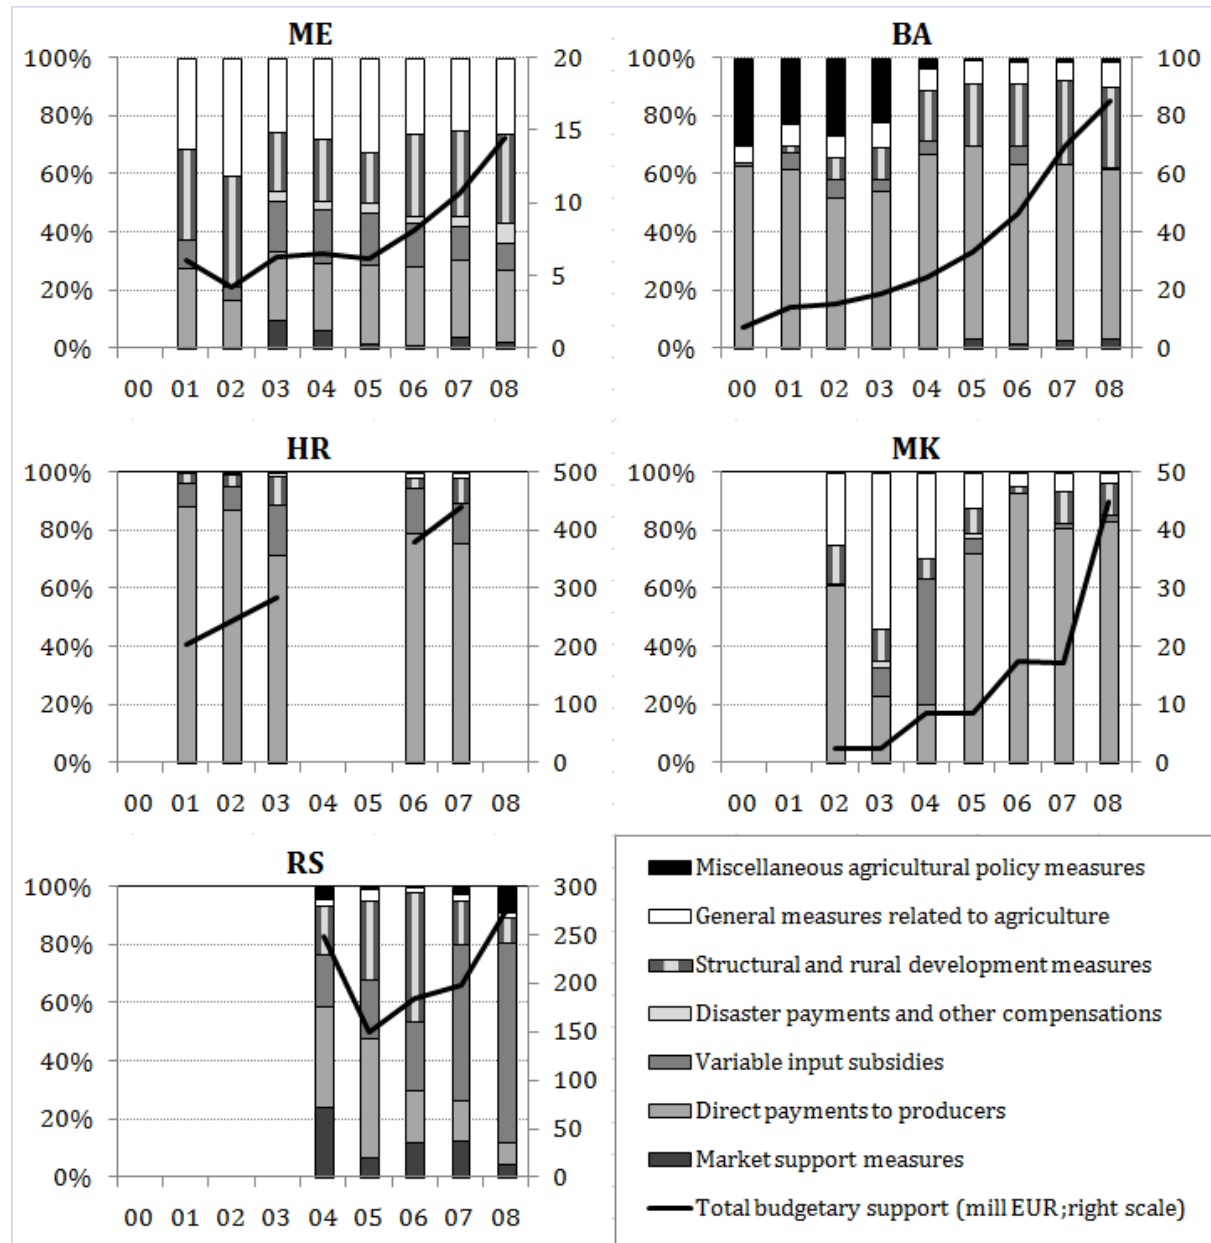 ME
100% 20
80% 15
60%
10
40%
5
20%
0% 0
00 01 02 03 04 05 06 07 08
BA
100% 100
80% 80
60% 60
40% 40
20% 20
0% 0
00 01 02 03 04 05 06 07 08
HR
100% 500
80% 400
60% 300
40% 200
20% 100
0% 0
00 01 02 03 04 05 06 07 08
MK
100% 50
80% 40
60% 30
40% 20
20% 10
0% 0
00 01 02 03 04 05 06 07 08
RS
100% 300
80% 250
60% 200
150
40% 100
20% 50
0% 0
00 01 02 03 04 05 06 07 08
Miscellaneous agricultural policy measures
General measures related to agriculture
Structural and rural development measures
Disaster payments and other compensations
Variable input subsidies
Direct payments to producers
Market support measures
Total budgetary support (mill EUR; right scale)